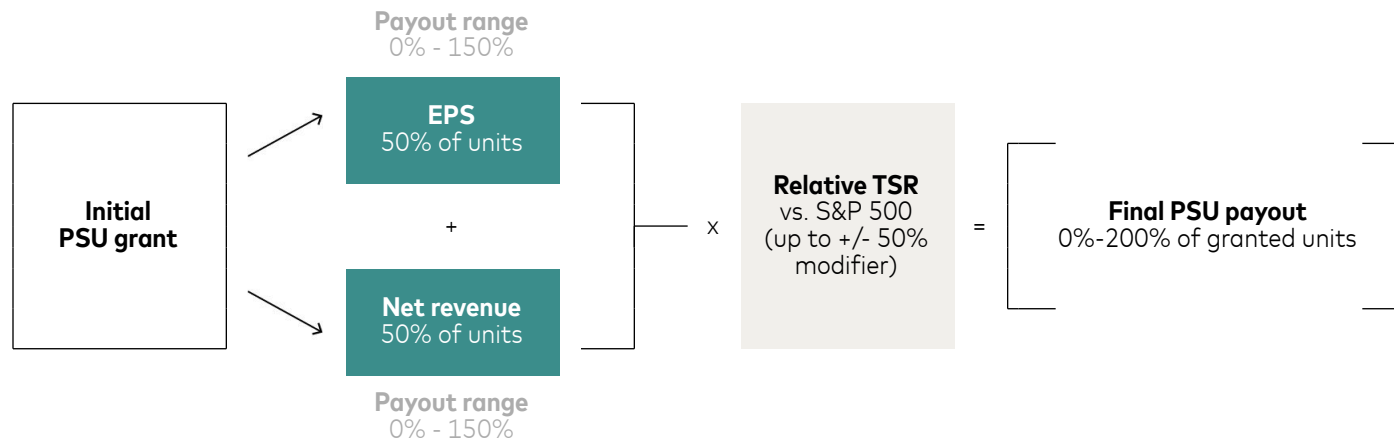 Payout range
0% - 150%
EPS
50% of units
Initial
PSU grant
+
Net revenue
50% of units
Payout range
0% - 150%
x
Relative TSR
vs. S&P 500
(up to +/- 50%
modifier)
=
Final PSU payout
0%-200% of granted units